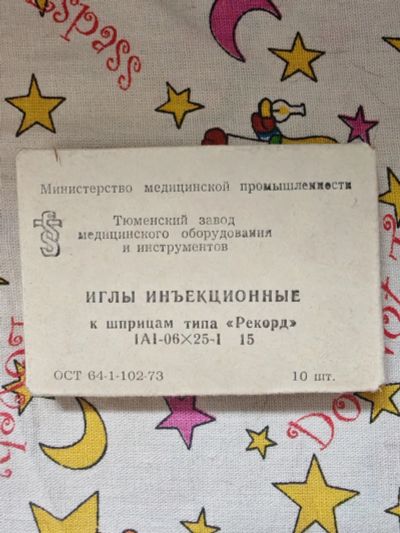 Министерство медицинской промышленности
Тюменский завод
медицинского оборудования
и инструментов
ИГЛЫ ИНЪЕКЦИОННЫЕ
к шприцам типа «Рекорд»
1А1-06×25-1 15
ОСТ 64-1-102-73
10 шт.